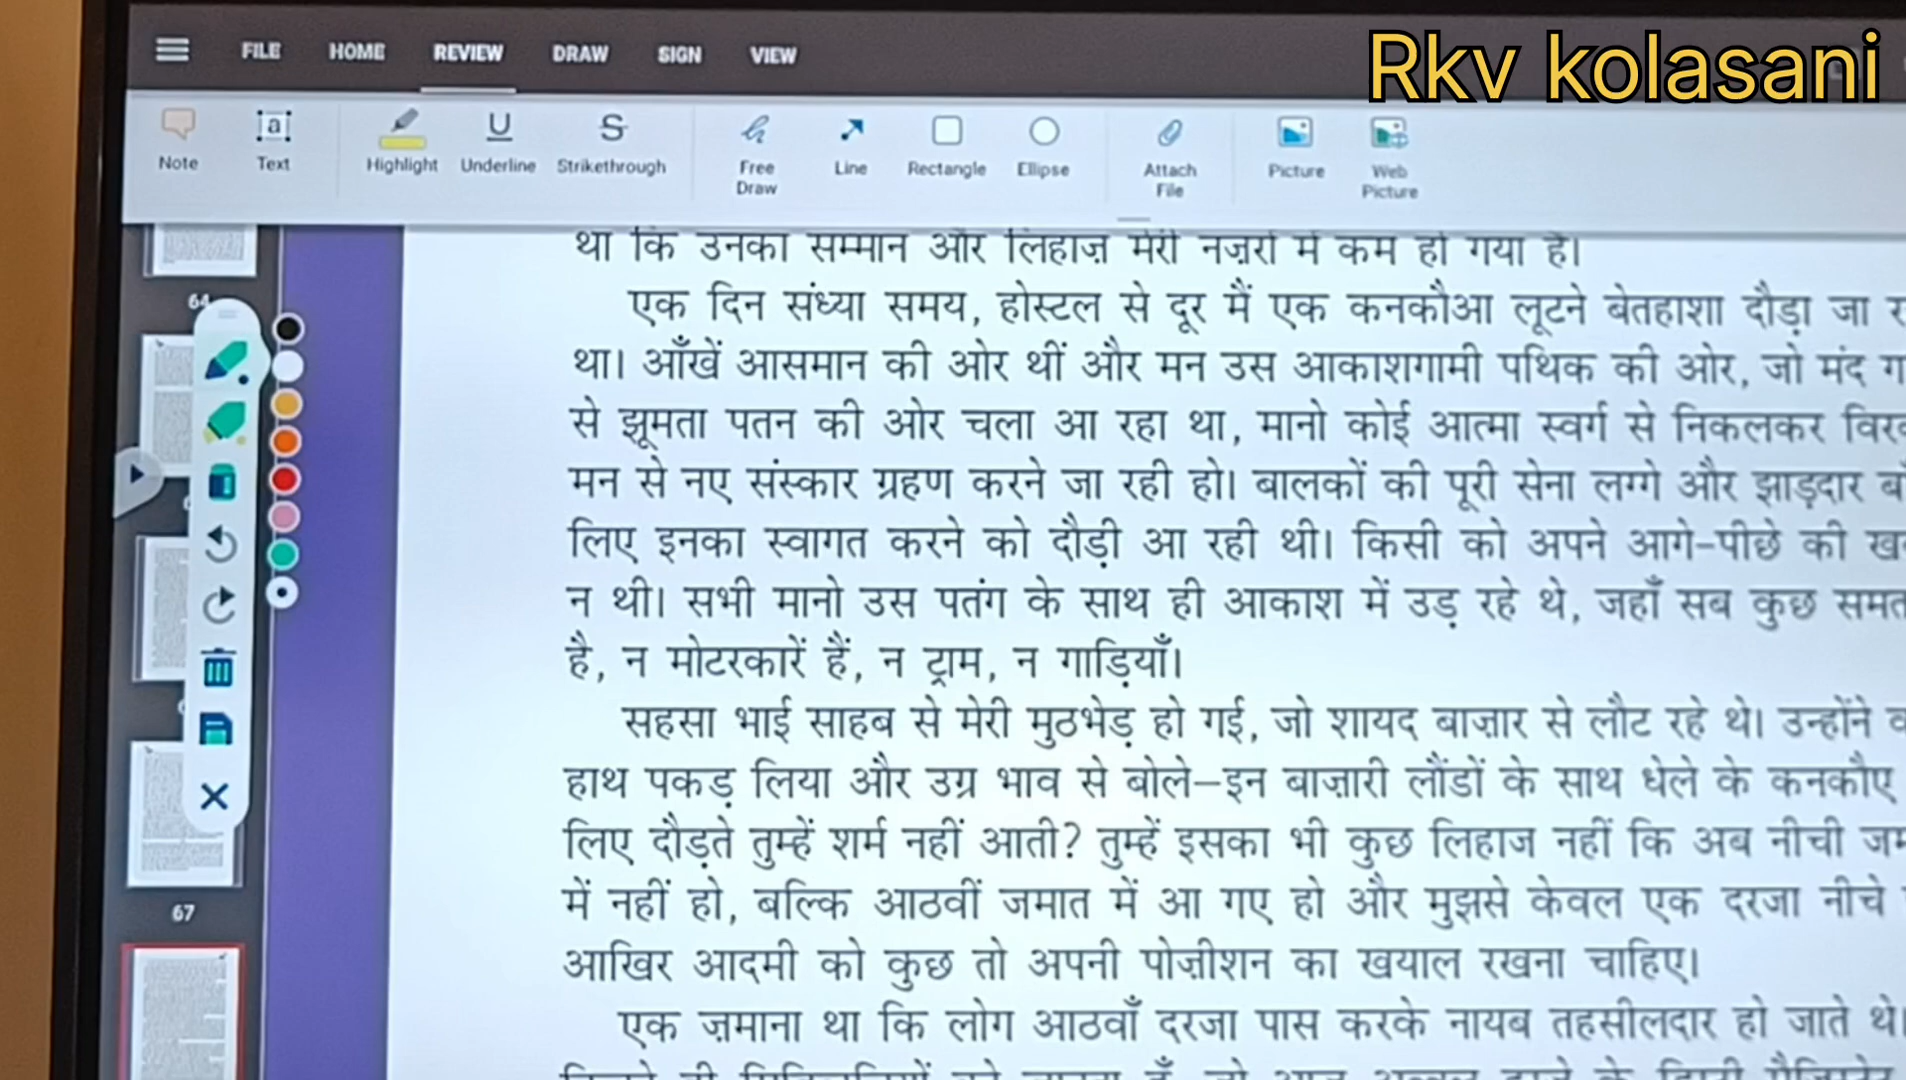 Rkv kolasani
FILE HOME REVIEW DRAW SIGN VIEW
Note Text Highlight Underline Strikethrough Free Draw Line Rectangle Ellipse Attach File Picture Web Picture
था कि उनका सम्मान और लिहाज़ मेरी नज़रों में कम हो गया है।
64
एक दिन संध्या समय, होस्टल से दूर मैं एक कनकौआ लूटने बेतहाशा दौड़ा जा
था। आँखें आसमान की ओर थीं और मन उस आकाशगामी पथिक की ओर, जो मंद
से झूमता पतन की ओर चला आ रहा था, मानो कोई आत्मा स्वर्ग से निकलकर
मन से नए संस्कार ग्रहण करने जा रही हो। बालकों की पूरी सेना लग्गे और झाड़दार
लिए इनका स्वागत करने को दौड़ी आ रही थी। किसी को अपने आगे-पीछे की
न थी। सभी मानो उस पतंग के साथ ही आकाश में उड़ रहे थे, जहाँ सब कुछ
है, न मोटरकारें हैं, न ट्राम, न गाड़ियाँ।
सहसा भाई साहब से मेरी मुठभेड़ हो गई, जो शायद बाज़ार से लौट रहे थे। उन्होंने
हाथ पकड़ लिया और उग्र भाव से बोले–इन बाज़ारी लौंडों के साथ धेले के कनकौए
लिए दौड़ते तुम्हें शर्म नहीं आती? तुम्हें इसका भी कुछ लिहाज नहीं कि अब नीची
में नहीं हो, बल्कि आठवीं जमात में आ गए हो और मुझसे केवल एक दरजा नीचे
67
आखिर आदमी को कुछ तो अपनी पोज़ीशन का खयाल रखना चाहिए।
एक ज़माना था कि लोग आठवाँ दरजा पास करके नायब तहसीलदार हो जाते थे।